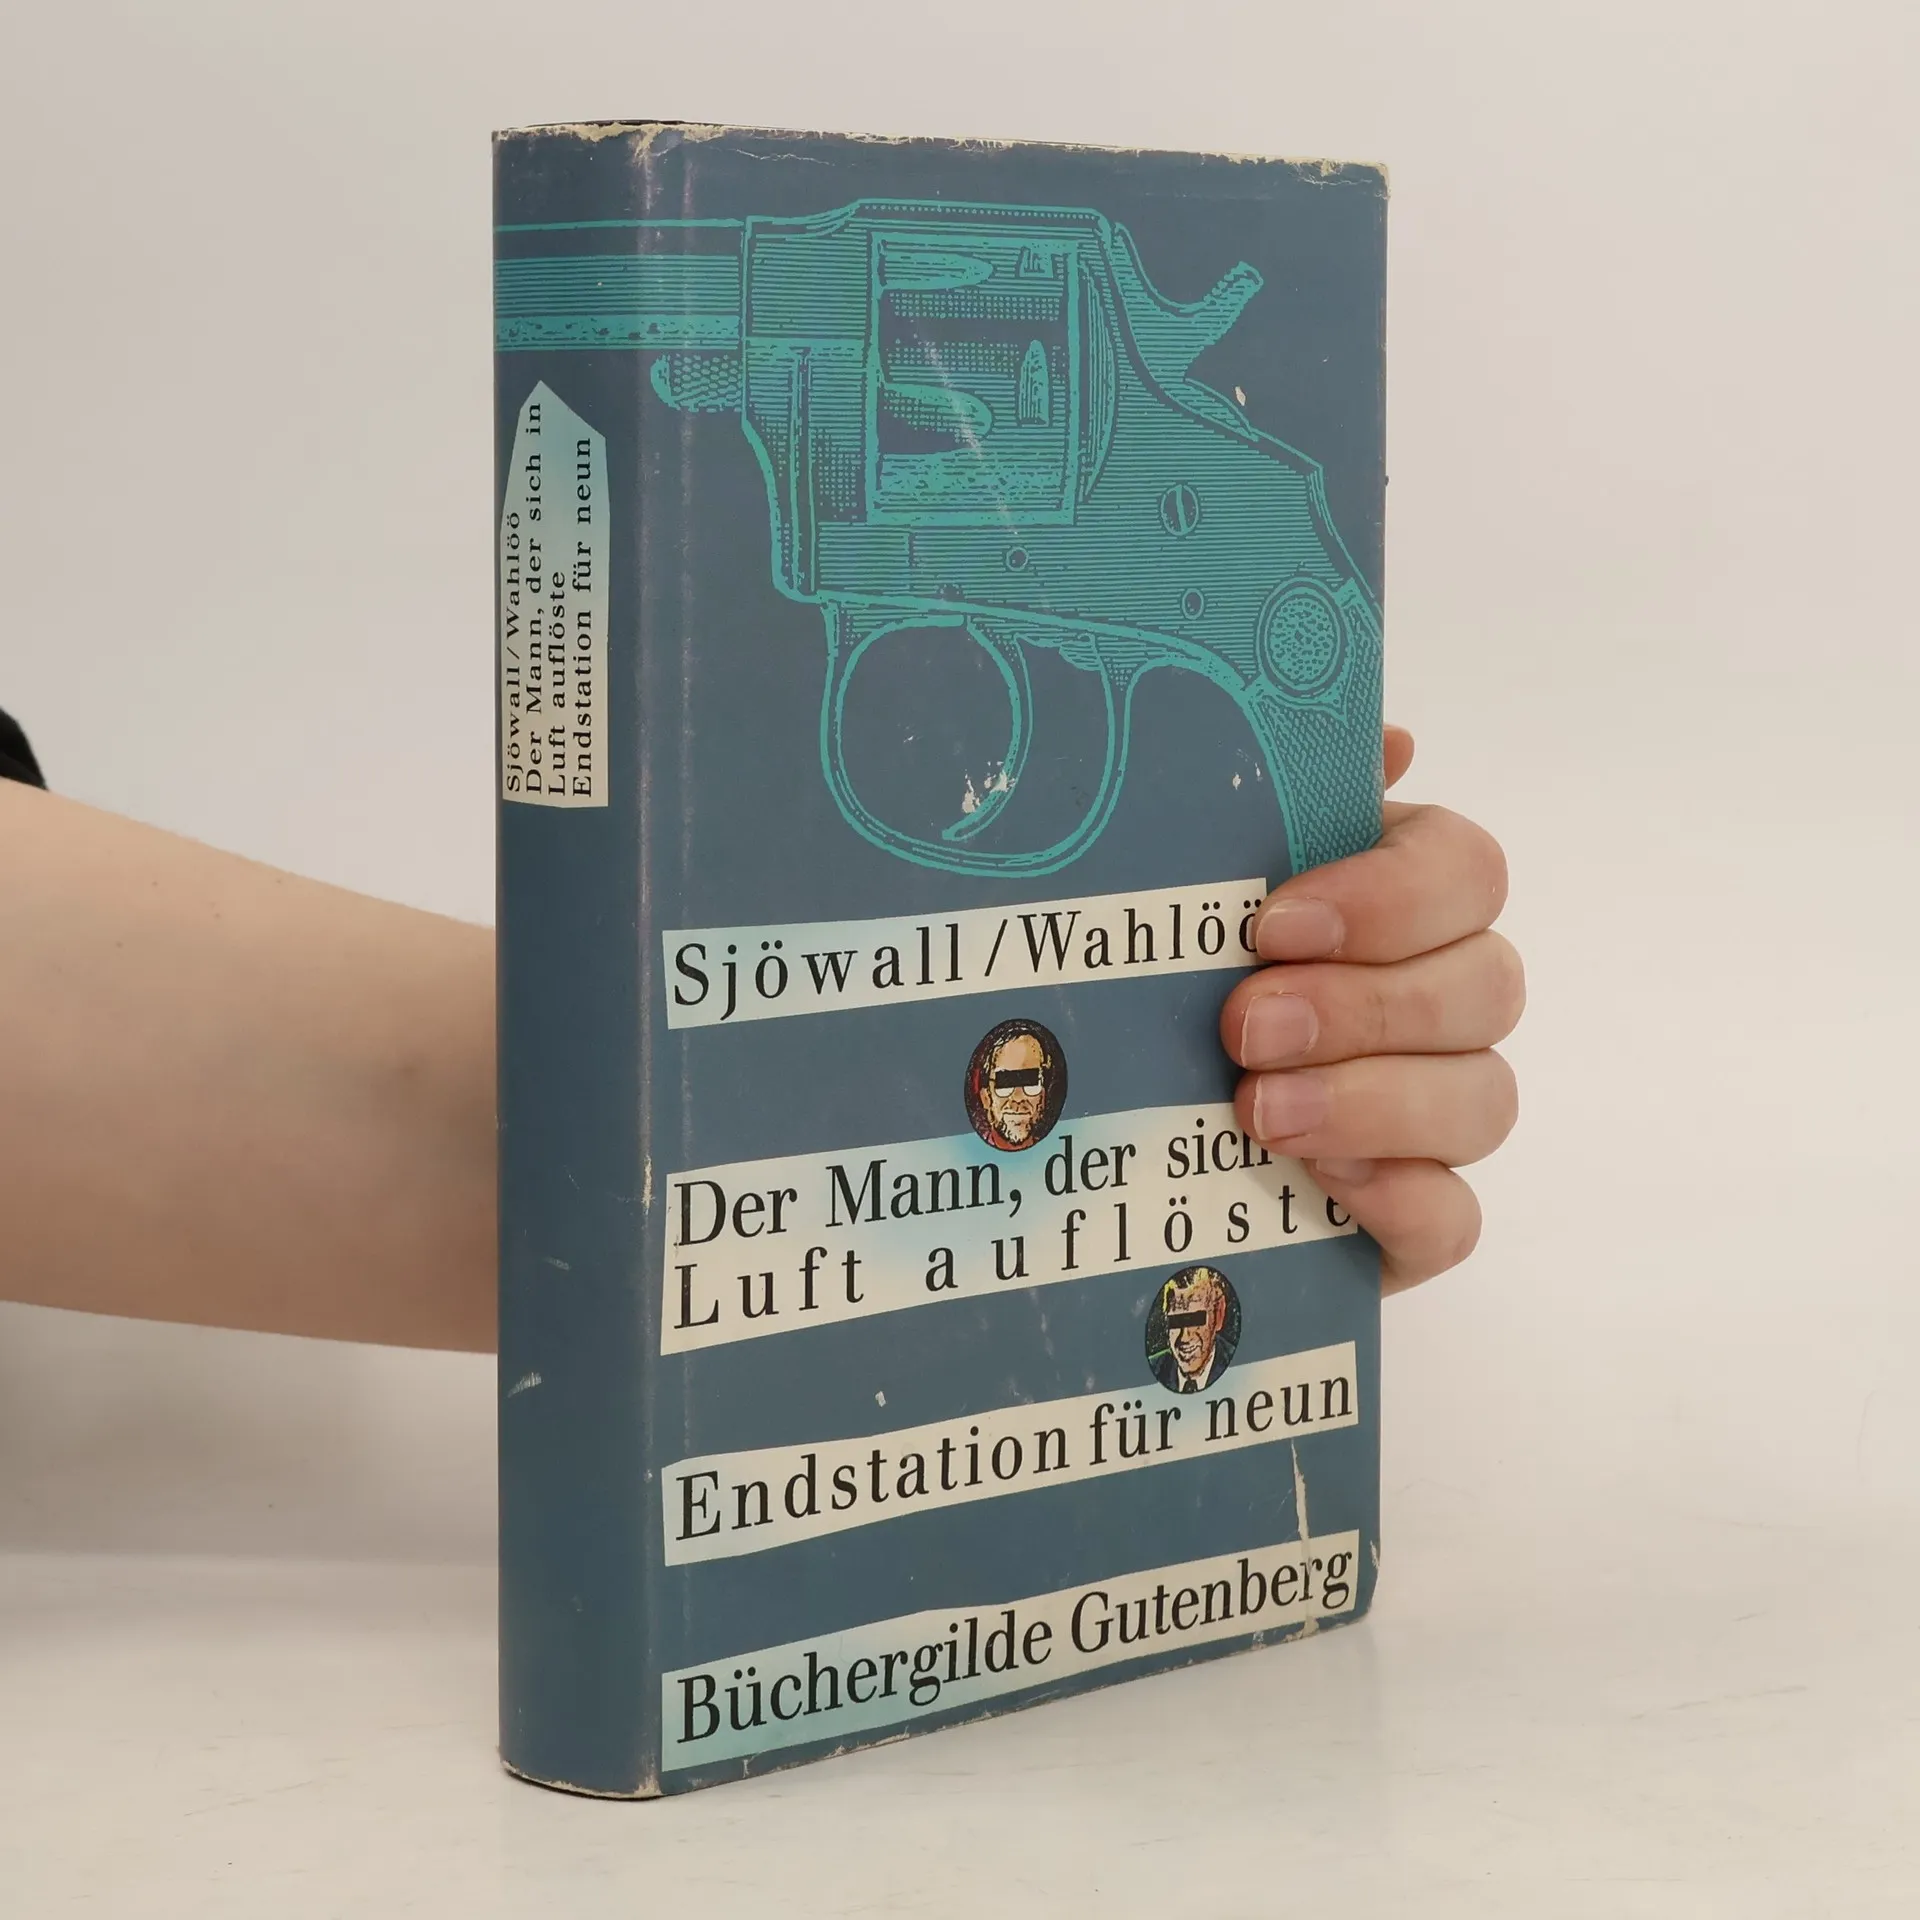 Sjöwall/Wahlöö
Der Mann, der sich in
Luft auflöste
Endstation für neun
Sjöwall/Wahlöö
Der Mann, der sich
Luft auflöste
Endstation für neun
Büchergilde Gutenberg